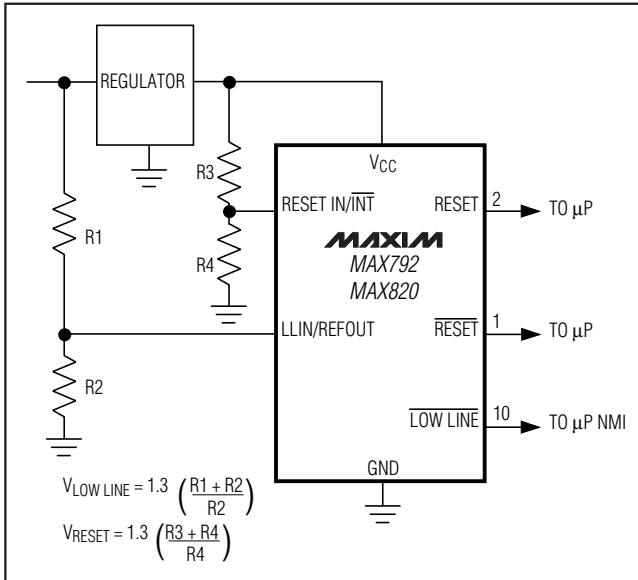 REGULATOR
R3
R4
R1
R2
VCC
RESET IN/INT
RESET
2
TO μP
MAXIM
MAX792
MAX820
LLIN/REFOUT
RESET
1
TO μP
LOW LINE
10
TO μP NMI
GND
VLOW LINE = 1.3 (R1 + R2 / R2)
VRESET = 1.3 (R3 + R4 / R4)